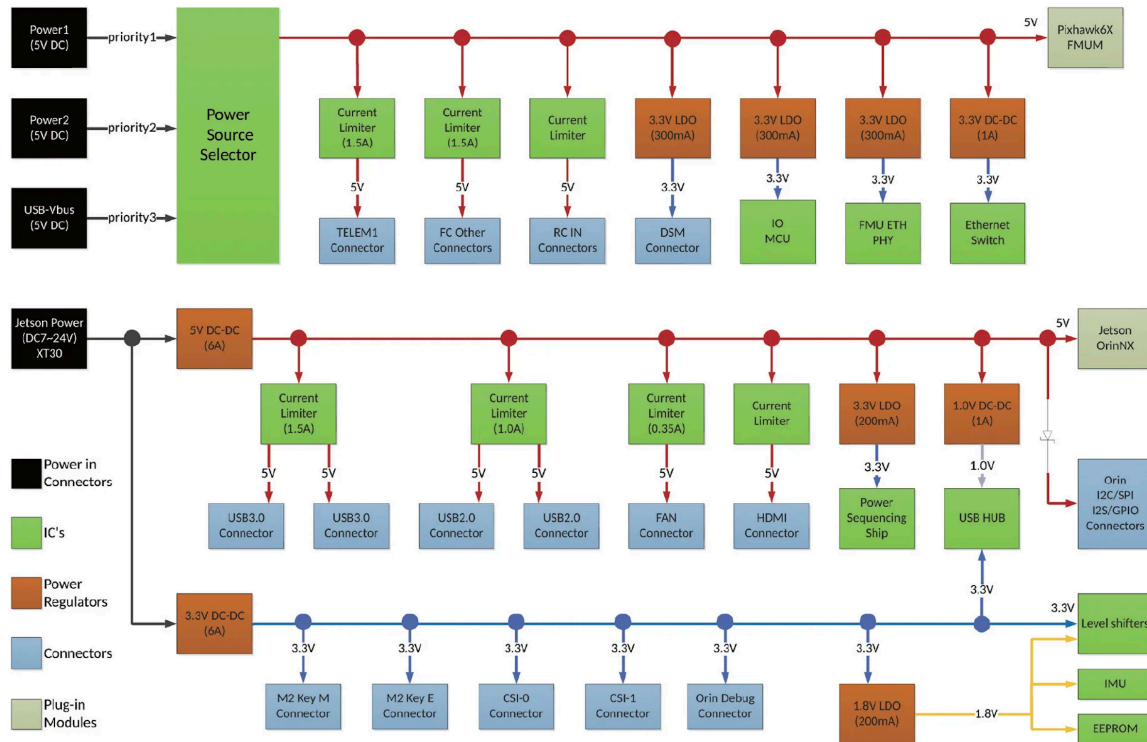 Power1
(5V DC)
priority1
Power2
(5V DC)
priority2
USB-Vbus
(5V DC)
priority3
Power
Source
Selector
5V
Pixhawk6X
FMUM
Current
Limiter
(1.5A)
Current
Limiter
(1.5A)
Current
Limiter
3.3V LDO
(300mA)
3.3V LDO
(300mA)
3.3V LDO
(300mA)
3.3V DC-DC
(1A)
5V
5V
5V
3.3V
3.3V
3.3V
3.3V
TELEM1
Connector
FC Other
Connectors
RC IN
Connectors
DSM
Connector
IO
MCU
FMU ETH
PHY
Ethernet
Switch
Jetson Power
(DC7~24V)
XT30
5V DC-DC
(6A)
5V
Jetson
OrinNX
Current
Limiter
(1.5A)
Current
Limiter
(1.0A)
Current
Limiter
(0.35A)
Current
Limiter
3.3V LDO
(200mA)
1.0V DC-DC
(1A)
5V
5V
5V
5V
5V
5V
3.3V
1.0V
USB3.0
Connector
USB3.0
Connector
USB2.0
Connector
USB2.0
Connector
FAN
Connector
HDMI
Connector
Power
Sequencing
Ship
USB HUB
Orin
I2C/SPI
I2S/GPIO
Connectors
3.3V
3.3V DC-DC
(6A)
3.3V
Level shifters
3.3V
3.3V
3.3V
3.3V
3.3V
3.3V
M2 Key M
Connector
M2 Key E
Connector
CSI-0
Connector
CSI-1
Connector
Orin Debug
Connector
1.8V LDO
(200mA)
1.8V
IMU
EEPROM
Power in
Connectors
IC's
Power
Regulators
Connectors
Plug-in
Modules